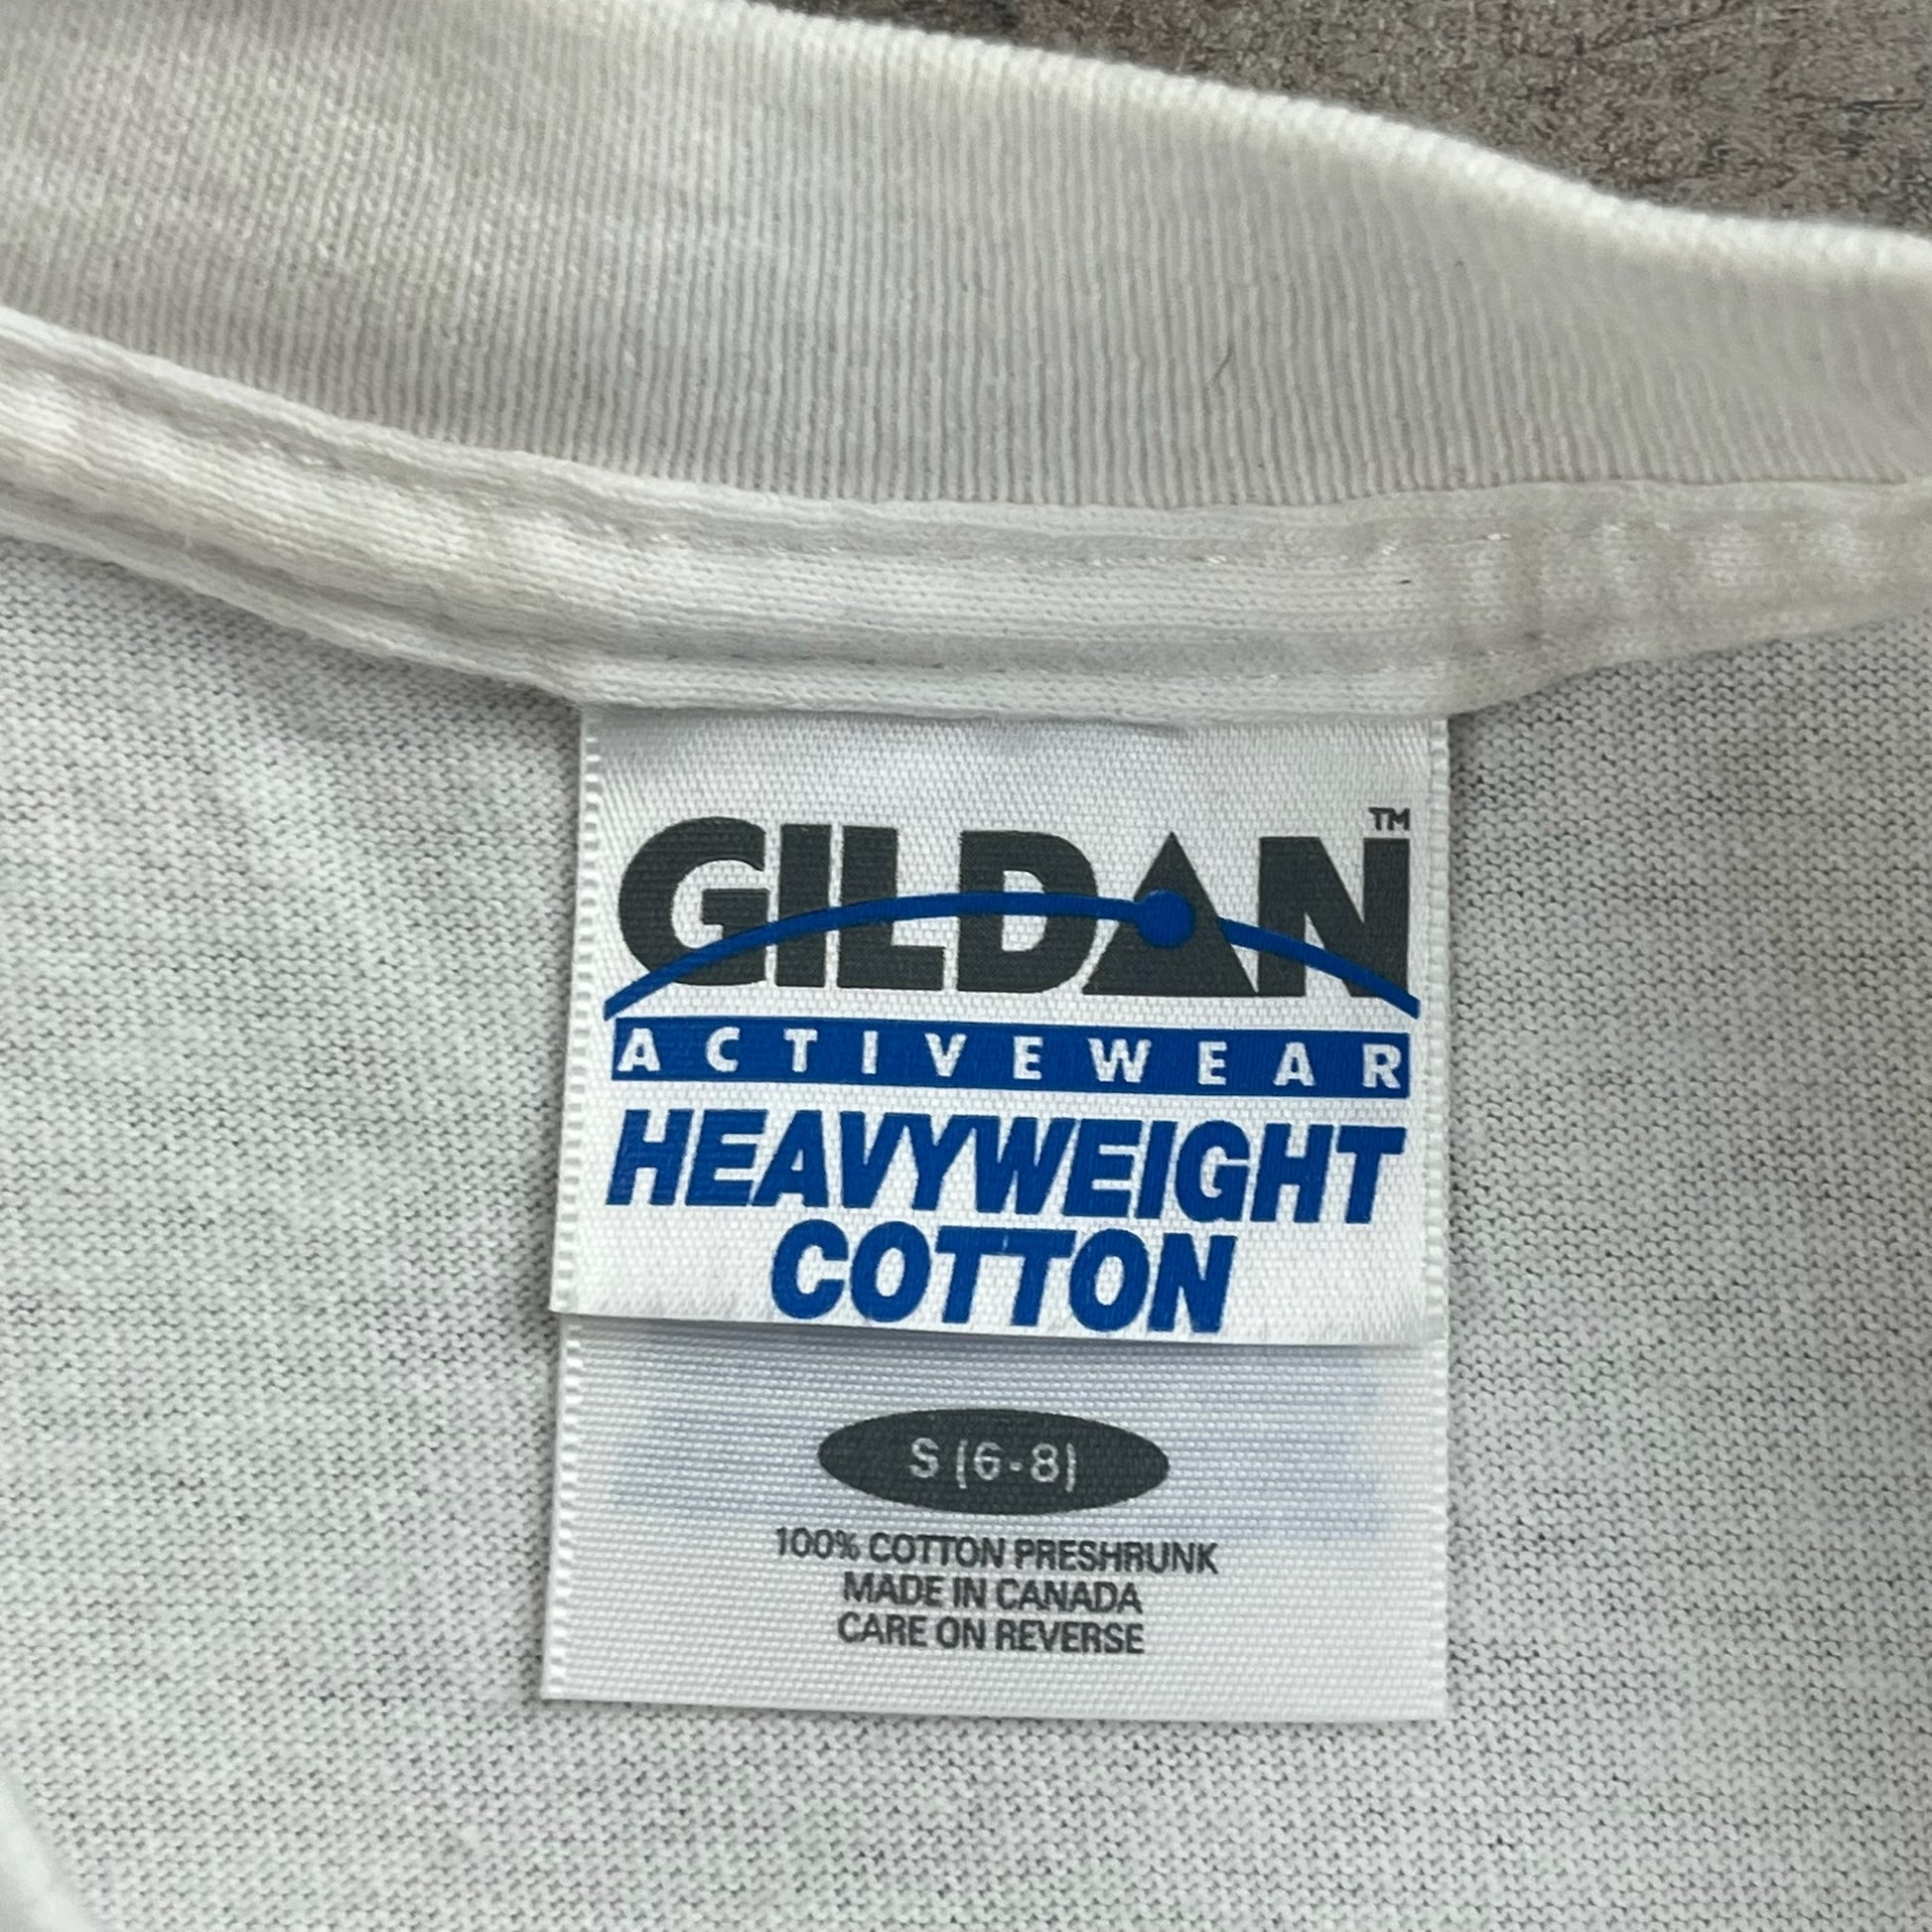 GILDAN™
ACTIVEWEAR
HEAVYWEIGHT
COTTON
S (6-8)
100% COTTON PRESHRUNK
MADE IN CANADA
CARE ON REVERSE